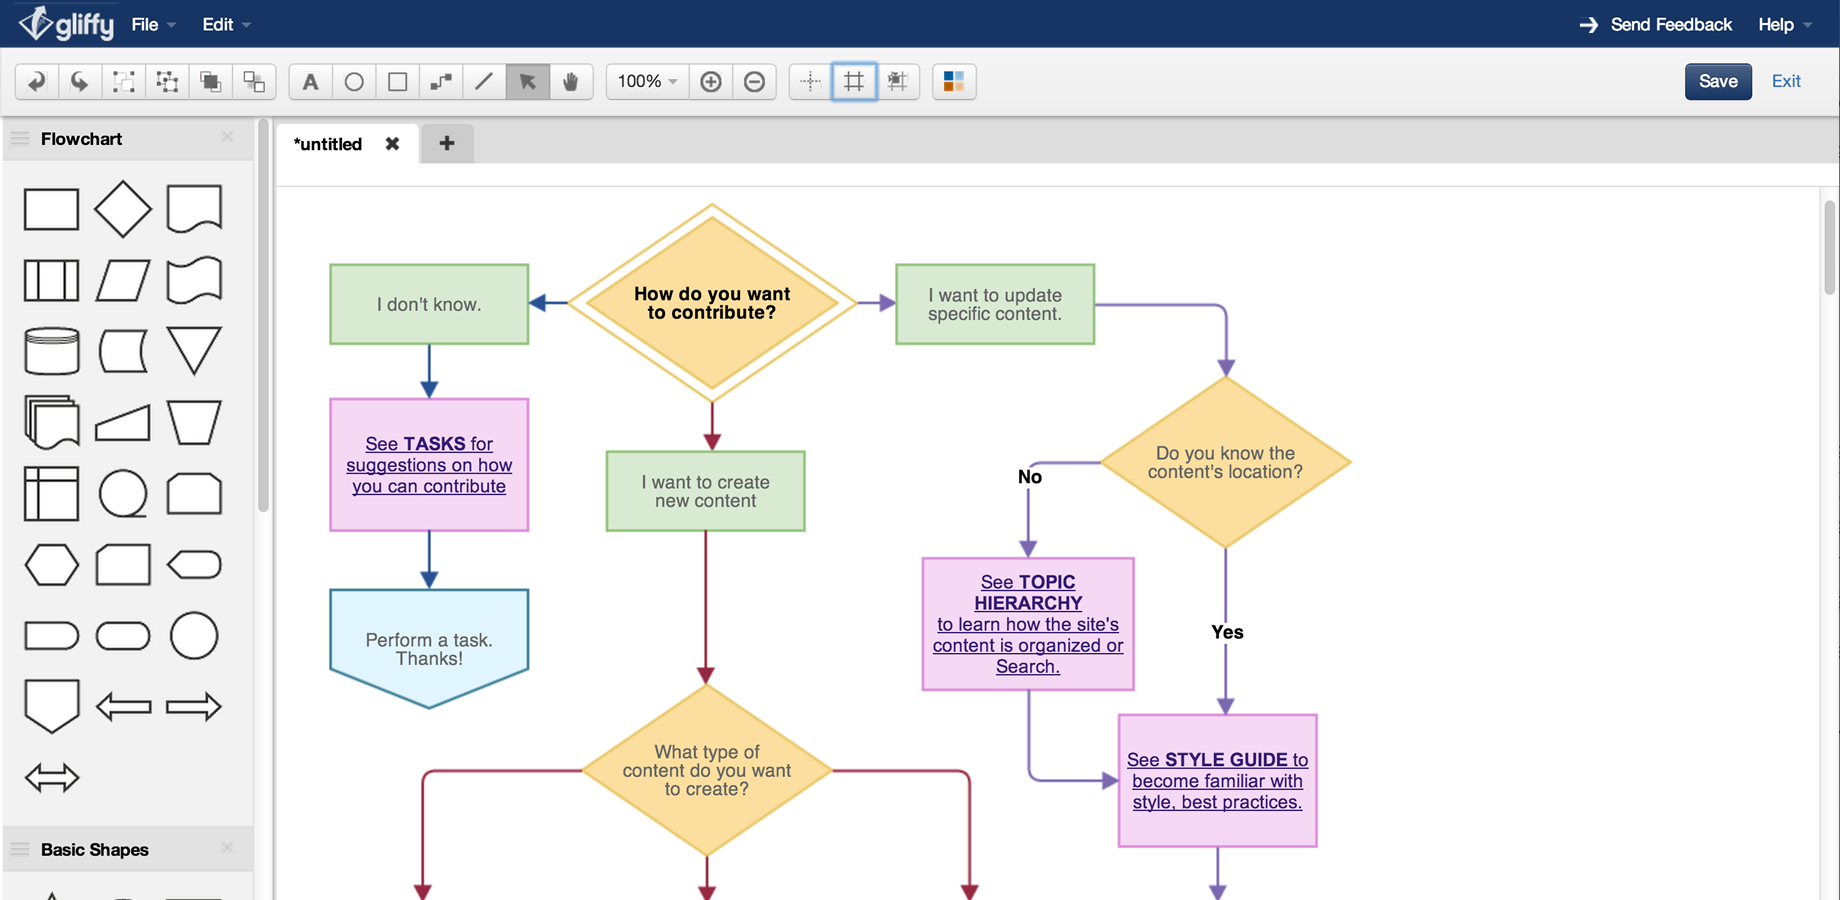 gliffy File Edit Send Feedback Help
A 100% Save Exit
Flowchart
*untitled
I don't know.
How do you want
to contribute?
I want to update
specific content.
See TASKS for
suggestions on how
you can contribute
I want to create
new content
Do you know the
content's location?
No
See TOPIC
HIERARCHY
to learn how the site's
content is organized or
Search.
Yes
Perform a task.
Thanks!
What type of
content do you want
to create?
See STYLE GUIDE to
become familiar with
style, best practices.
Basic Shapes